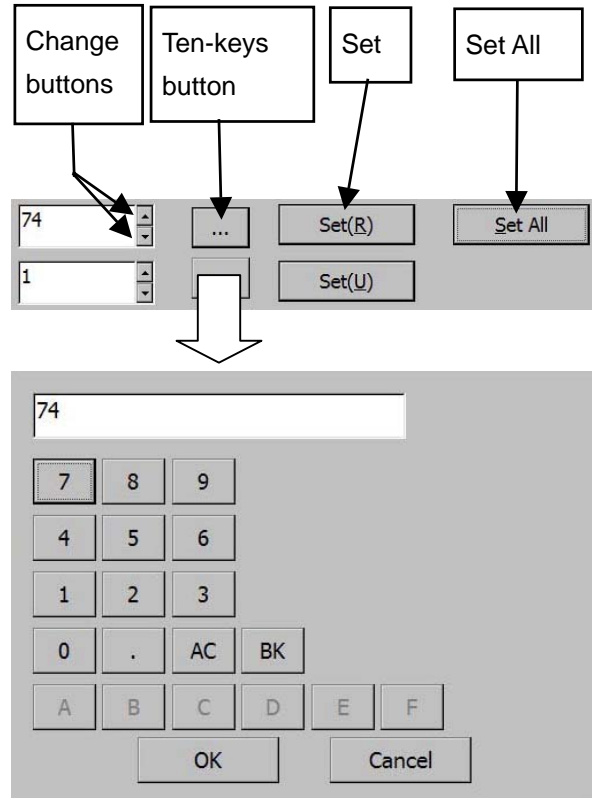 Change
buttons
Ten-keys
button
Set
Set All
74
...
Set(R)
Set All
1
Set(U)
74
7 8 9
4 5 6
1 2 3
0 . AC BK
A B C D E F
OK Cancel